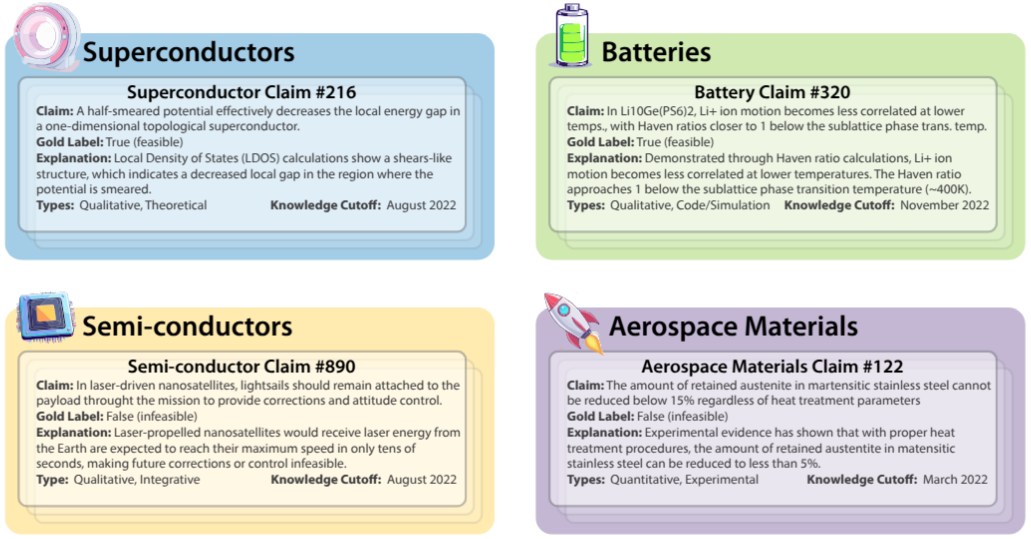 Superconductors
Superconductor Claim #216
Claim: A half-smeared potential effectively decreases the local energy gap in
a one-dimensional topological superconductor.
Gold Label: True (feasible)
Explanation: Local Density of States (LDOS) calculations show a shears-like
structure, which indicates a decreased local gap in the region where the
potential is smeared.
Types: Qualitative, Theoretical Knowledge Cutoff: August 2022
Batteries
Battery Claim #320
Claim: In Li10Ge(PS6)2, Li+ ion motion becomes less correlated at lower
temps., with Haven ratios closer to 1 below the sublattice phase trans. temp.
Gold Label: True (feasible)
Explanation: Demonstrated through Haven ratio calculations, Li+ ion
motion becomes less correlated at lower temperatures. The Haven ratio
approaches 1 below the sublattice phase transition temperature (~400K).
Types: Qualitative, Code/Simulation Knowledge Cutoff: November 2022
Semi-conductors
Semi-conductor Claim #890
Claim: In laser-driven nanosatellites, lightsails should remain attached to the
payload throught the mission to provide corrections and attitude control.
Gold Label: False (infeasible)
Explanation: Laser-propelled nanosatellites would receive laser energy from
the Earth are expected to reach their maximum speed in only tens of
seconds, making future corrections or control infeasible.
Type: Qualitative, Integrative Knowledge Cutoff: August 2022
Aerospace Materials
Aerospace Materials Claim #122
Claim: The amount of retained austenite in martensitic stainless steel cannot
be reduced below 15% regardless of heat treatment parameters
Gold Label: False (infeasible)
Explanation: Experimental evidence has shown that with proper heat
treatment procedures, the amount of retained austentite in matensitic
stainless steel can be reduced to less than 5%.
Types: Quantitative, Experimental Knowledge Cutoff: March 2022